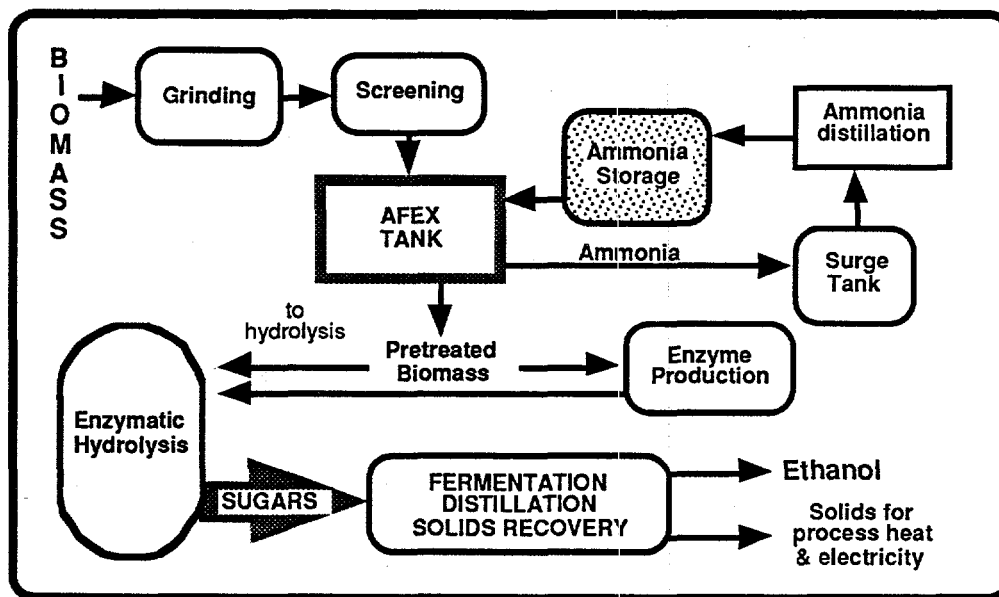 BIOMASS
Grinding
Screening
Ammonia
distillation
Ammonia
Storage
AFEX
TANK
Ammonia
Surge
Tank
to
hydrolysis
Pretreated
Biomass
Enzyme
Production
Enzymatic
Hydrolysis
SUGARS
FERMENTATION
DISTILLATION
SOLIDS RECOVERY
Ethanol
Solids for
process heat
& electricity